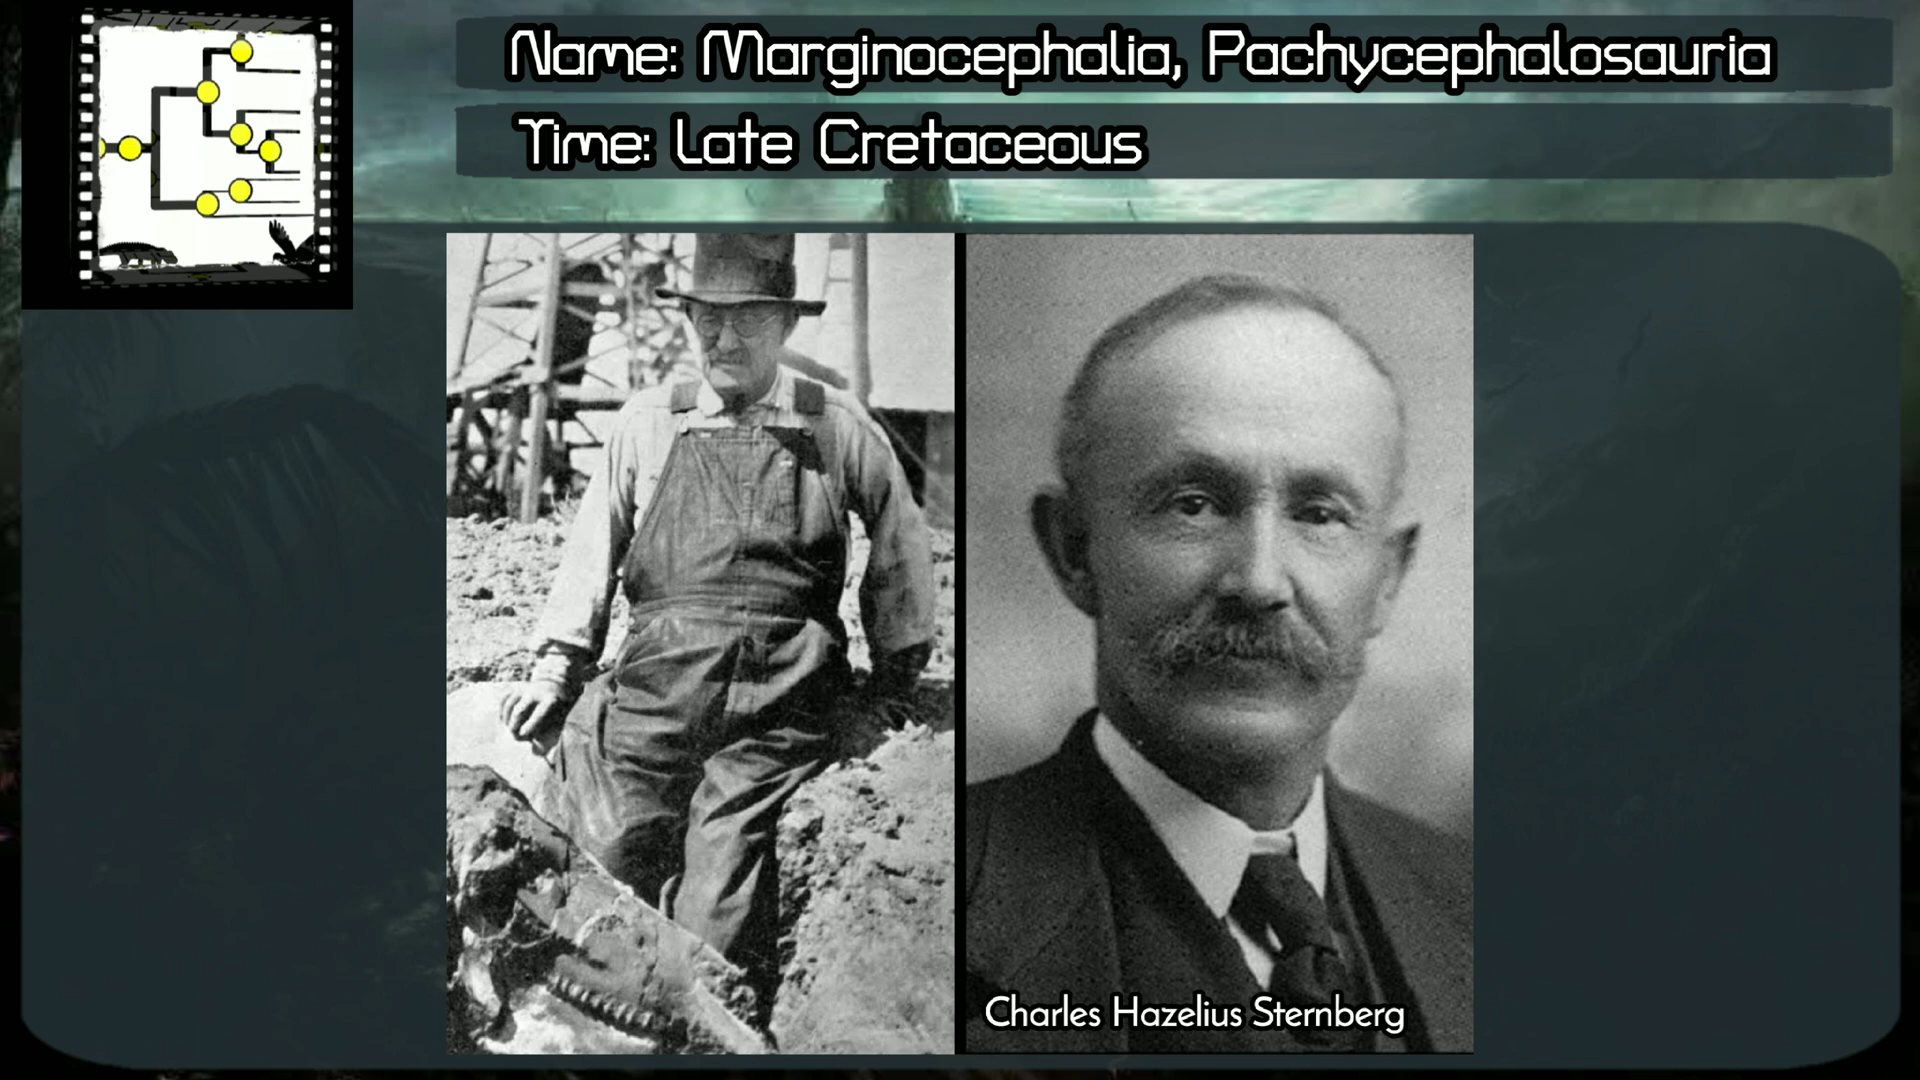 Name: Marginocephalia, Pachycephalosauria
Time: Late Cretaceous
Charles Hazelius Sternberg